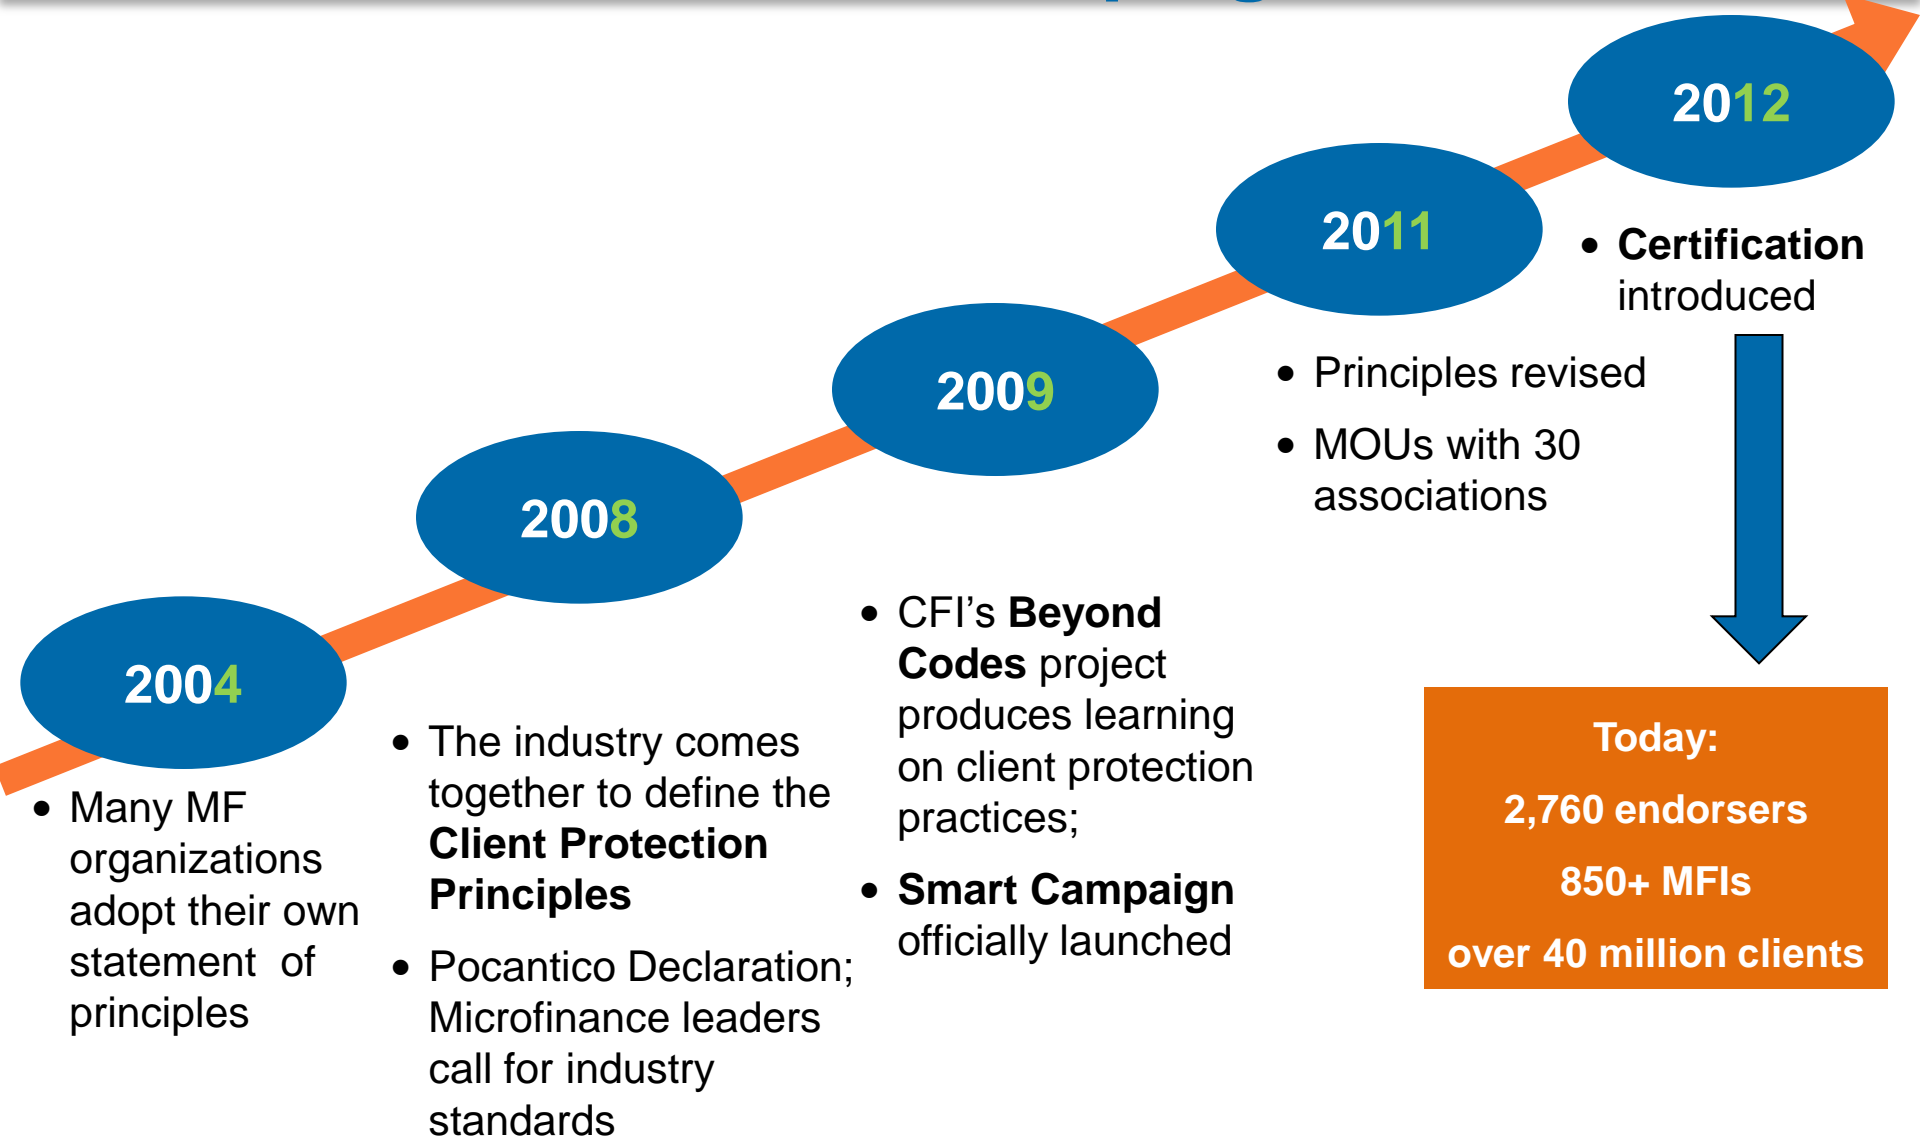 2012
2011
2009
2008
2004
• Certification
introduced
• Principles revised
• MOUs with 30
associations
• CFI’s Beyond
Codes project
produces learning
on client protection
practices;
• Smart Campaign
officially launched
• The industry comes
together to define the
Client Protection
Principles
• Pocantico Declaration;
Microfinance leaders
call for industry
standards
• Many MF
organizations
adopt their own
statement of
principles
Today:
2,760 endorsers
850+ MFIs
over 40 million clients